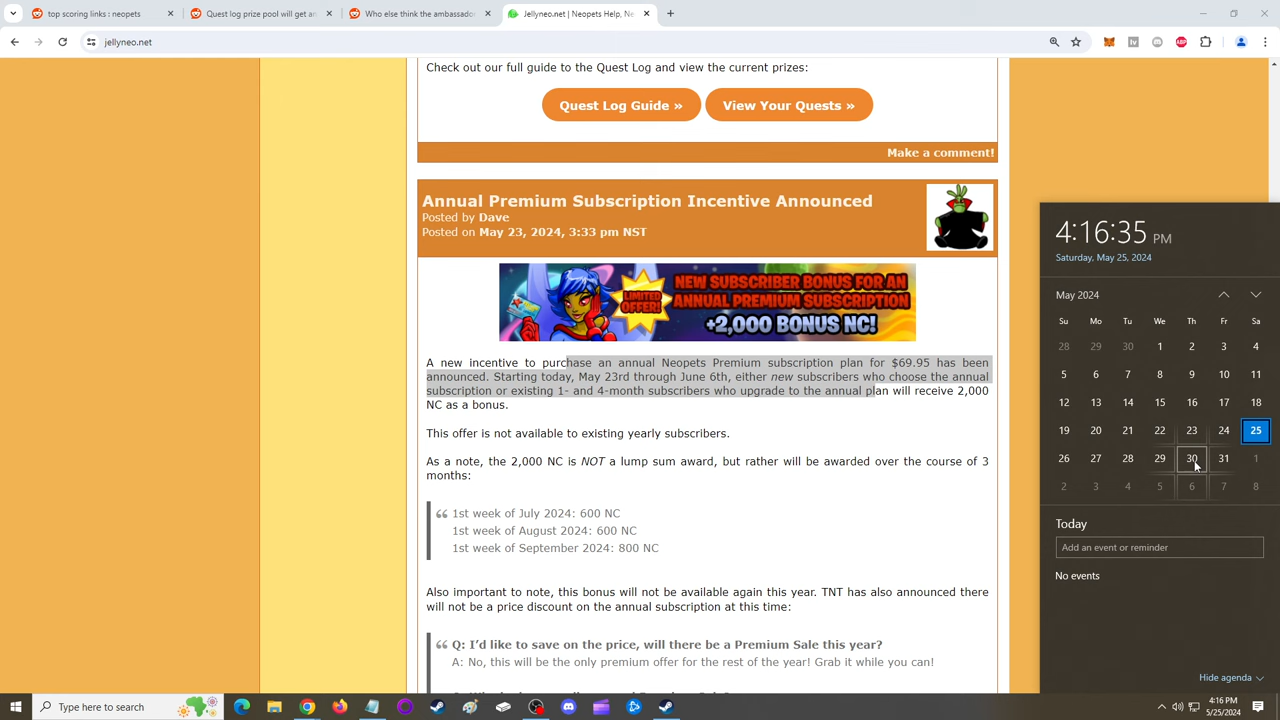 top scoring links : neopets
Quest log prize pool will get an
Who else think the ambassador
Jellyneo.net | Neopets Help, Ne
jellyneo.net
Check out our full guide to the Quest Log and view the current prizes:
Quest Log Guide »
View Your Quests »
Make a comment!
Annual Premium Subscription Incentive Announced
Posted by Dave
Posted on May 23, 2024, 3:33 pm NST
LIMITED OFFER!
NEW SUBSCRIBER BONUS FOR AN
ANNUAL PREMIUM SUBSCRIPTION
+2,000 BONUS NC!
A new incentive to purchase an annual Neopets Premium subscription plan for $69.95 has been
announced. Starting today, May 23rd through June 6th, either new subscribers who choose the annual
subscription or existing 1- and 4-month subscribers who upgrade to the annual plan will receive 2,000
NC as a bonus.
This offer is not available to existing yearly subscribers.
As a note, the 2,000 NC is NOT a lump sum award, but rather will be awarded over the course of 3
months:
1st week of July 2024: 600 NC
1st week of August 2024: 600 NC
1st week of September 2024: 800 NC
Also important to note, this bonus will not be available again this year. TNT has also announced there
will not be a price discount on the annual subscription at this time:
Q: I'd like to save on the price, will there be a Premium Sale this year?
A: No, this will be the only premium offer for the rest of the year! Grab it while you can!
4:16:35 PM
Saturday, May 25, 2024
May 2024
Su Mo Tu We Th Fr Sa
28 29 30 1 2 3 4
5 6 7 8 9 10 11
12 13 14 15 16 17 18
19 20 21 22 23 24 25
26 27 28 29 30 31 1
2 3 4 5 6 7 8
Today
Add an event or reminder
No events
Hide agenda
Type here to search
4:16 PM
5/25/2024